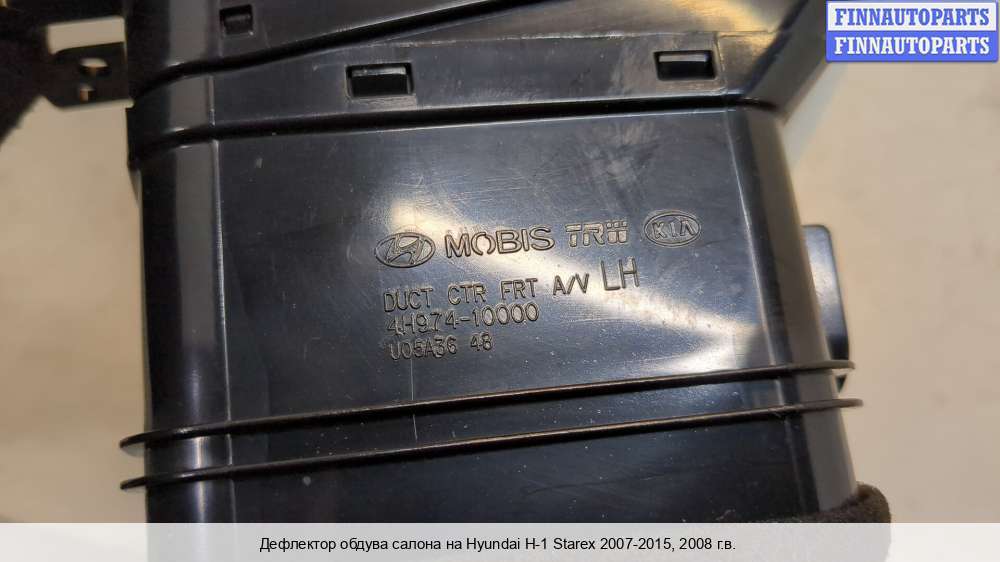 FINNAUTOPARTS
FINNAUTOPARTS
MOBIS TRW KIA
DUCT CTR FRT A/V LH
4H974-10000
U05A36 48
Дефлектор обдува салона на Hyundai H-1 Starex 2007-2015, 2008 г.в.